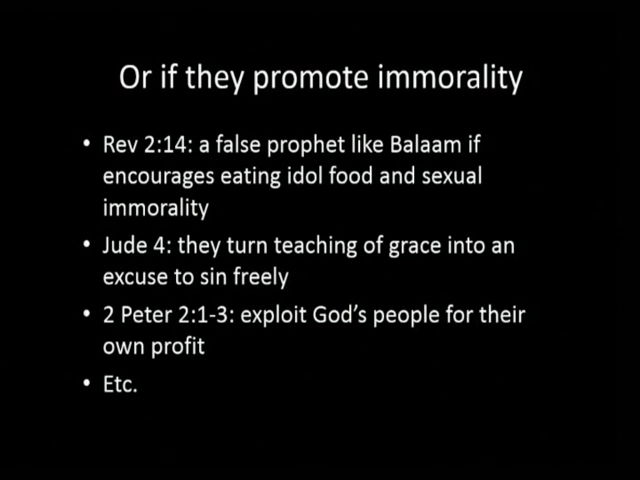 Or if they promote immorality
• Rev 2:14: a false prophet like Balaam if
encourages eating idol food and sexual
immorality
• Jude 4: they turn teaching of grace into an
excuse to sin freely
• 2 Peter 2:1-3: exploit God's people for their
own profit
• Etc.